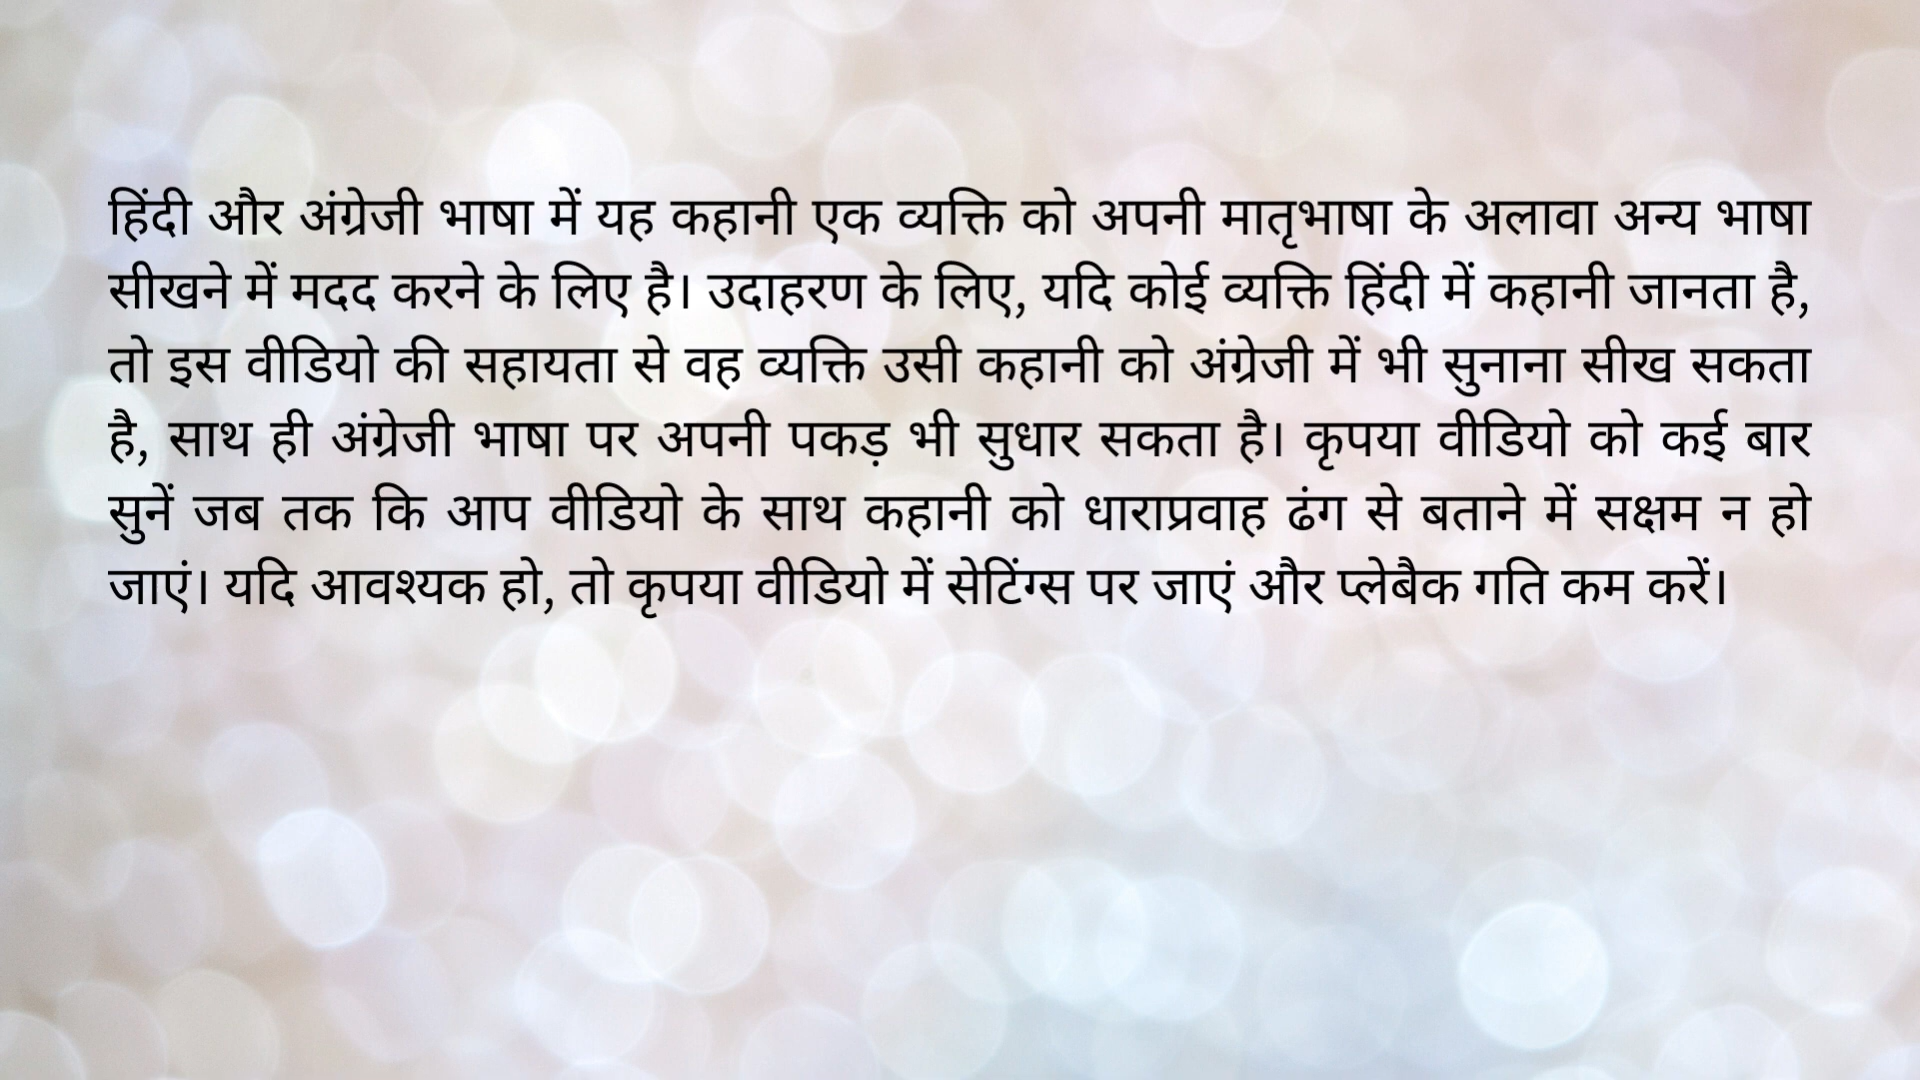 हिंदी और अंग्रेजी भाषा में यह कहानी एक व्यक्ति को अपनी मातृभाषा के अलावा अन्य भाषा
सीखने में मदद करने के लिए है। उदाहरण के लिए, यदि कोई व्यक्ति हिंदी में कहानी जानता है,
तो इस वीडियो की सहायता से वह व्यक्ति उसी कहानी को अंग्रेजी में भी सुनाना सीख सकता
है, साथ ही अंग्रेजी भाषा पर अपनी पकड़ भी सुधार सकता है। कृपया वीडियो को कई बार
सुनें जब तक कि आप वीडियो के साथ कहानी को धाराप्रवाह ढंग से बताने में सक्षम न हो
जाएं। यदि आवश्यक हो, तो कृपया वीडियो में सेटिंग्स पर जाएं और प्लेबैक गति कम करें।